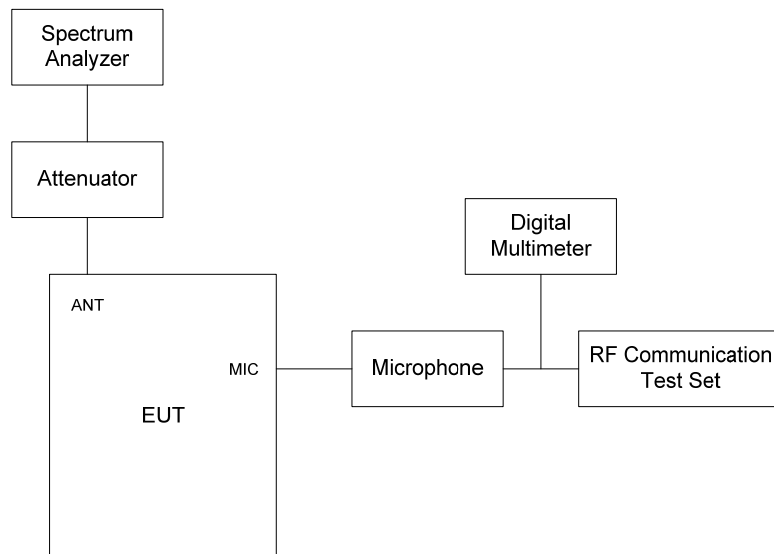 Spectrum
Analyzer
Attenuator
Digital
Multimeter
ANT
MIC
Microphone
RF Communication
Test Set
EUT